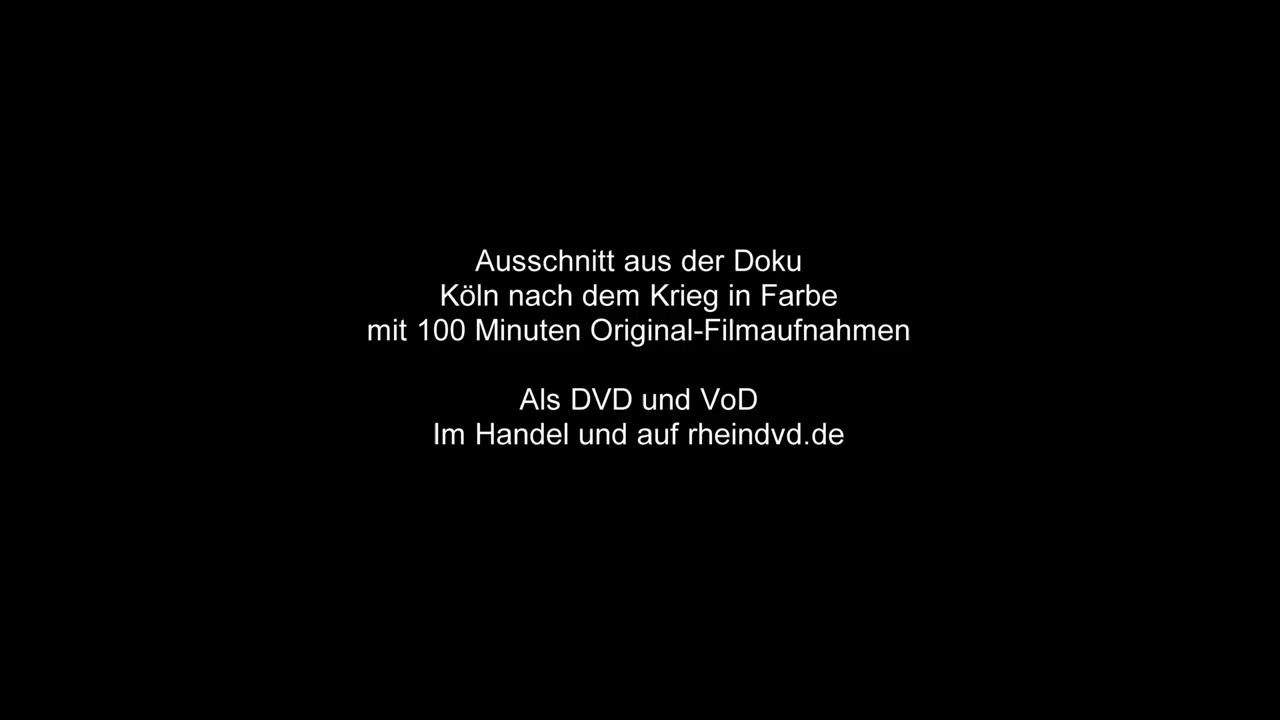 Ausschnitt aus der Doku
Köln nach dem Krieg in Farbe
mit 100 Minuten Original-Filmaufnahmen
Als DVD und VoD
Im Handel und auf rheindvd.de